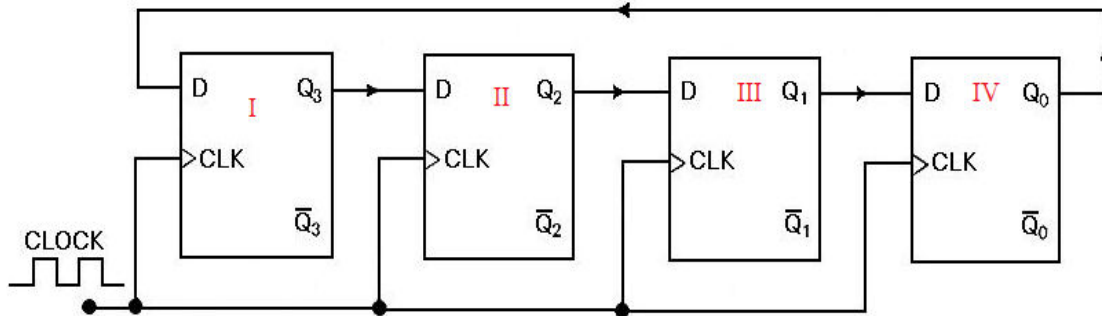 D Q₃ D Q₂ D Q₁ D Q₀
I II III IV
CLK CLK CLK CLK
Q̅₃ Q̅₂ Q̅₁ Q̅₀
CLOCK